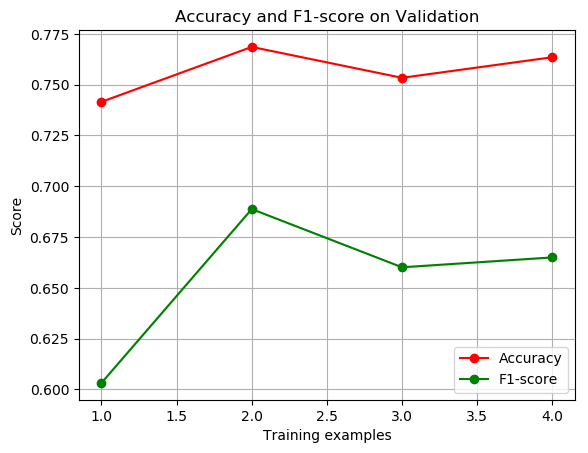 Accuracy and F1-score on Validation
0.775
0.750
0.725
0.700
0.675
0.650
0.625
0.600
Score
Accuracy
F1-score
1.0 1.5 2.0 2.5 3.0 3.5 4.0
Training examples